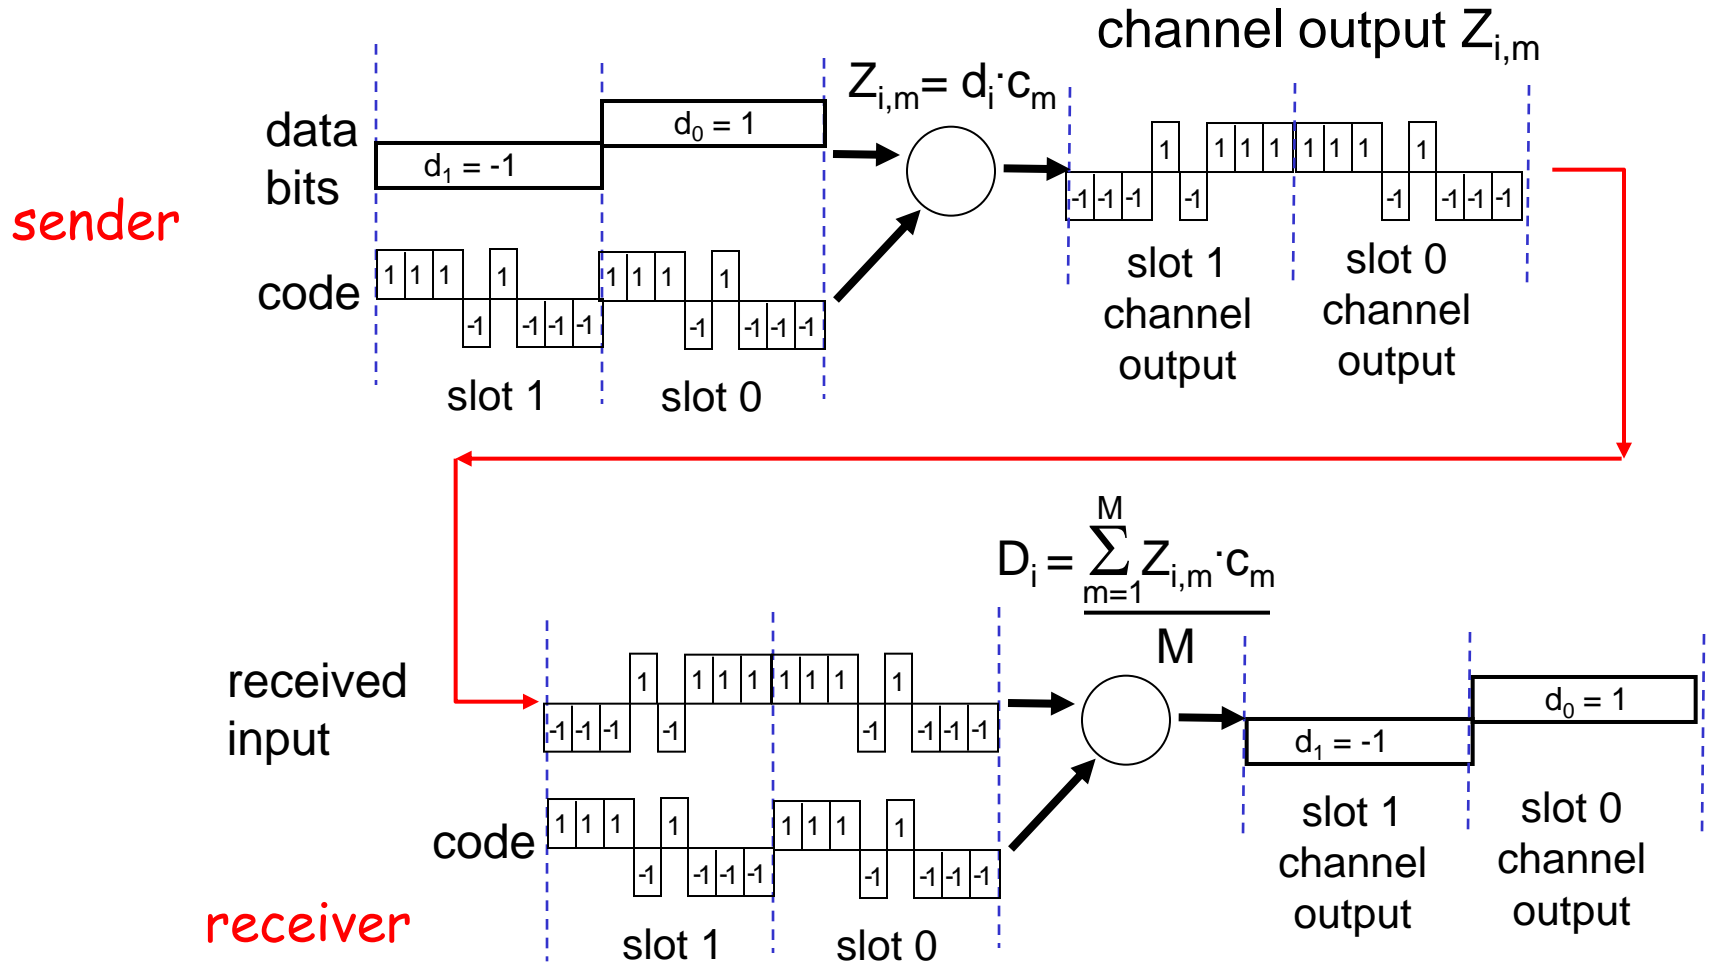 channel output Z_i,m
Z_i,m = d_i · c_m
data bits
d_0 = 1
d_1 = -1
sender
code
1 1 1 -1 1 -1 -1 -1 1 1 1 -1 1 -1 -1 -1
slot 1
slot 0
-1 -1 -1 1 -1 1 1 1 1 1 1 -1 1 -1 -1 -1
slot 1 channel output
slot 0 channel output
D_i = Σ_{m=1}^{M} Z_i,m · c_m
M
received input
-1 -1 -1 1 -1 1 1 1 1 1 1 -1 1 -1 -1 -1
code
1 1 1 -1 1 -1 -1 -1 1 1 1 -1 1 -1 -1 -1
receiver
slot 1
slot 0
d_0 = 1
d_1 = -1
slot 1 channel output
slot 0 channel output